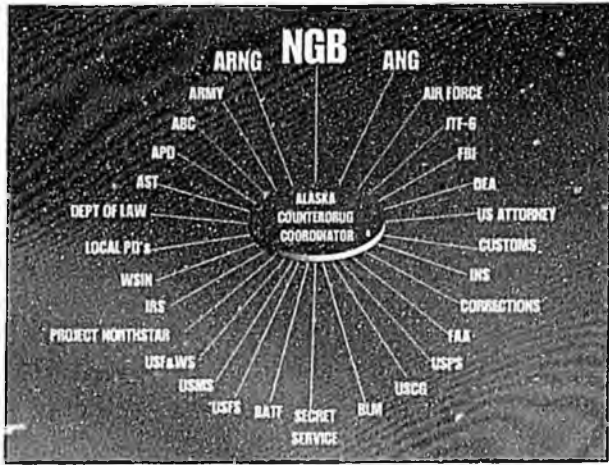 NGB
ARNG
ANG
ARMY
AIR FORCE
ABC
JTF-6
APD
FBI
AST
DEA
ALASKA
COUNTERDRUG
COORDINATOR
DEPT OF LAW
US ATTORNEY
LOCAL PD's
CUSTOMS
WSIN
INS
IRS
CORRECTIONS
PROJECT NORTHSTAR
FAA
USF&WS
USPS
USMS
USCG
USFS
BATF
SECRET
SERVICE
BLM